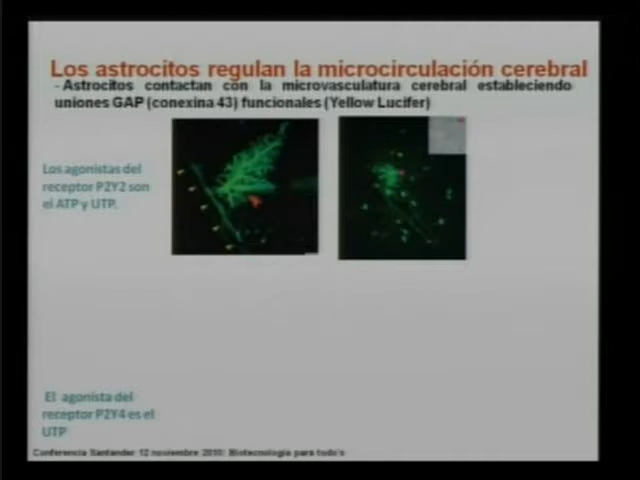 Los astrocitos regulan la microcirculación cerebral
- Astrocitos contactan con la microvasculatura cerebral estableciendo
uniones GAP (conexina 43) funcionales (Yellow Lucifer)
Los agonistas del
receptor P2Y2 son
el ATP y UTP.
El agonista del
receptor P2Y4 es el
UTP
Conferencia Santander 12 noviembre 2010: Biotecnología para todo's